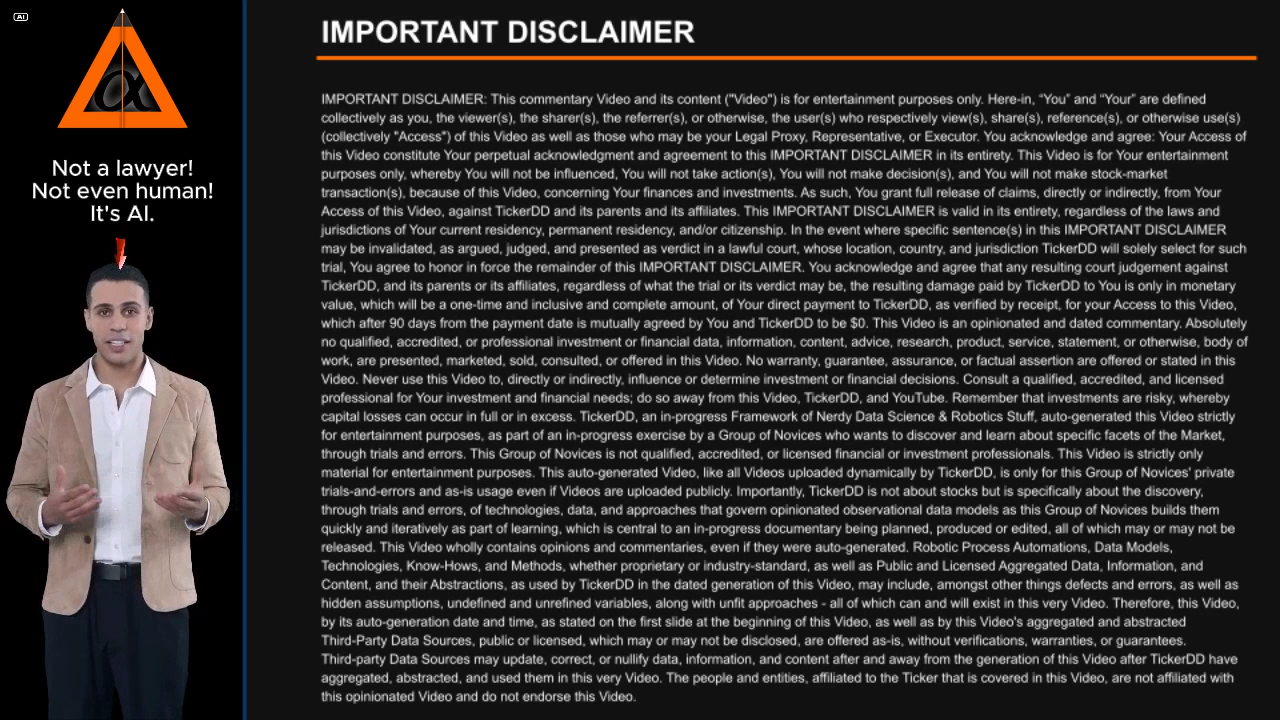 AI
α
Not a lawyer!
Not even human!
It's AI.
IMPORTANT DISCLAIMER
IMPORTANT DISCLAIMER: This commentary Video and its content ("Video") is for entertainment purposes only. Here-in, “You” and “Your” are defined
collectively as you, the viewer(s), the sharer(s), the referrer(s), or otherwise, the user(s) who respectively view(s), share(s), reference(s), or otherwise use(s)
(collectively "Access") of this Video as well as those who may be your Legal Proxy, Representative, or Executor. You acknowledge and agree: Your Access of
this Video constitute Your perpetual acknowledgment and agreement to this IMPORTANT DISCLAIMER in its entirety. This Video is for Your entertainment
purposes only, whereby You will not be influenced, You will not take action(s), You will not make decision(s), and You will not make stock-market
transaction(s), because of this Video, concerning Your finances and investments. As such, You grant full release of claims, directly or indirectly, from Your
Access of this Video, against TickerDD and its parents and its affiliates. This IMPORTANT DISCLAIMER is valid in its entirety, regardless of the laws and
jurisdictions of Your current residency, permanent residency, and/or citizenship. In the event where specific sentence(s) in this IMPORTANT DISCLAIMER
may be invalidated, as argued, judged, and presented as verdict in a lawful court, whose location, country, and jurisdiction TickerDD will solely select for such
trial, You agree to honor in force the remainder of this IMPORTANT DISCLAIMER. You acknowledge and agree that any resulting court judgement against
TickerDD, and its parents or its affiliates, regardless of what the trial or its verdict may be, the resulting damage paid by TickerDD to You is only in monetary
value, which will be a one-time and inclusive and complete amount, of Your direct payment to TickerDD, as verified by receipt, for your Access to this Video,
which after 90 days from the payment date is mutually agreed by You and TickerDD to be $0. This Video is an opinionated and dated commentary. Absolutely
no qualified, accredited, or professional investment or financial data, information, content, advice, research, product, service, statement, or otherwise, body of
work, are presented, marketed, sold, consulted, or offered in this Video. No warranty, guarantee, assurance, or factual assertion are offered or stated in this
Video. Never use this Video to, directly or indirectly, influence or determine investment or financial decisions. Consult a qualified, accredited, and licensed
professional for Your investment and financial needs; do so away from this Video, TickerDD, and YouTube. Remember that investments are risky, whereby
capital losses can occur in full or in excess. TickerDD, an in-progress Framework of Nerdy Data Science & Robotics Stuff, auto-generated this Video strictly
for entertainment purposes, as part of an in-progress exercise by a Group of Novices who wants to discover and learn about specific facets of the Market,
through trials and errors. This Group of Novices is not qualified, accredited, or licensed financial or investment professionals. This Video is strictly only
material for entertainment purposes. This auto-generated Video, like all Videos uploaded dynamically by TickerDD, is only for this Group of Novices' private
trials-and-errors and as-is usage even if Videos are uploaded publicly. Importantly, TickerDD is not about stocks but is specifically about the discovery,
through trials and errors, of technologies, data, and approaches that govern opinionated observational data models as this Group of Novices builds them
quickly and iteratively as part of learning, which is central to an in-progress documentary being planned, produced or edited, all of which may or may not be
released. This Video wholly contains opinions and commentaries, even if they were auto-generated. Robotic Process Automations, Data Models,
Technologies, Know-Hows, and Methods, whether proprietary or industry-standard, as well as Public and Licensed Aggregated Data, Information, and
Content, and their Abstractions, as used by TickerDD in the dated generation of this Video, may include, amongst other things defects and errors, as well as
hidden assumptions, undefined and unrefined variables, along with unfit approaches - all of which can and will exist in this very Video. Therefore, this Video,
by its auto-generation date and time, as stated on the first slide at the beginning of this Video, as well as by this Video's aggregated and abstracted
Third-Party Data Sources, public or licensed, which may or may not be disclosed, are offered as-is, without verifications, warranties, or guarantees.
Third-party Data Sources may update, correct, or nullify data, information, and content after and away from the generation of this Video after TickerDD have
aggregated, abstracted, and used them in this very Video. The people and entities, affiliated to the Ticker that is covered in this Video, are not affiliated with
this opinionated Video and do not endorse this Video.